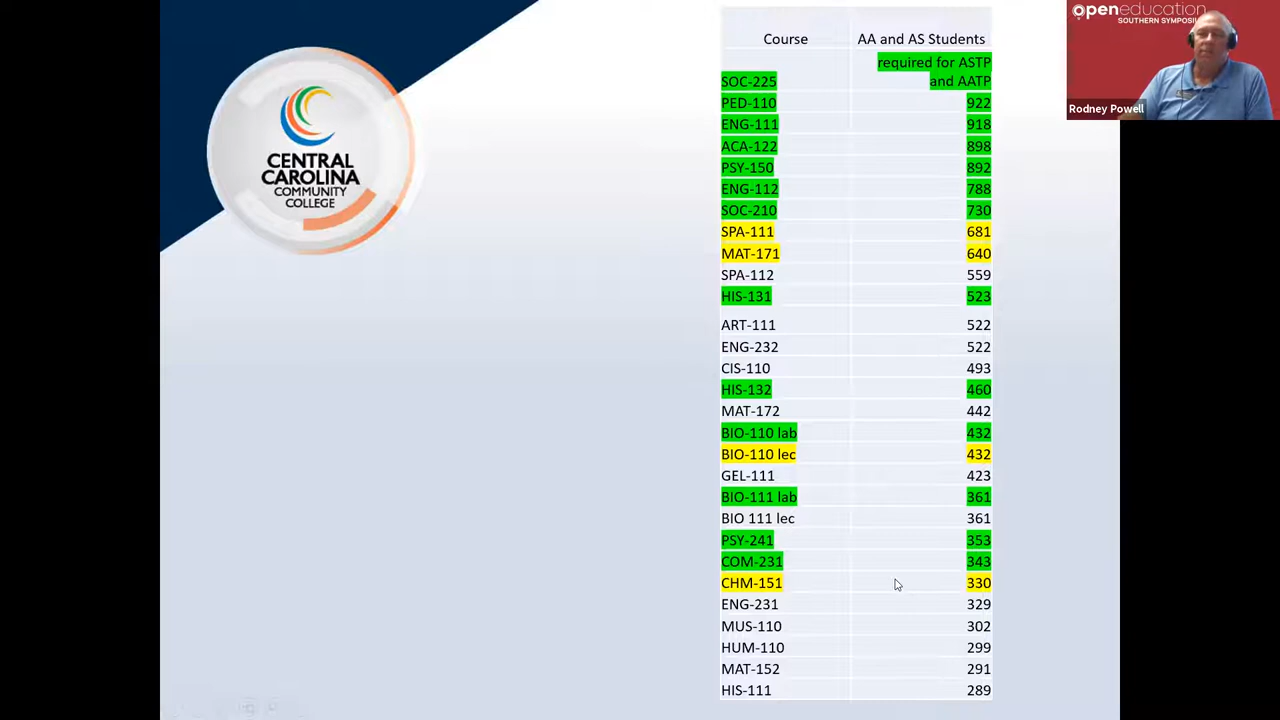 CENTRAL
CAROLINA
COMMUNITY
COLLEGE
Course AA and AS Students
SOC-225 required for ASTP
and AATP
PED-110 922
ENG-111 918
ACA-122 898
PSY-150 892
ENG-112 788
SOC-210 730
SPA-111 681
MAT-171 640
SPA-112 559
HIS-131 523
ART-111 522
ENG-232 522
CIS-110 493
HIS-132 460
MAT-172 442
BIO-110 lab 432
BIO-110 lec 432
GEL-111 423
BIO-111 lab 361
BIO 111 lec 361
PSY-241 353
COM-231 343
CHM-151 330
ENG-231 329
MUS-110 302
HUM-110 299
MAT-152 291
HIS-111 289
open education
SOUTHERN SYMPOS
Rodney Powell